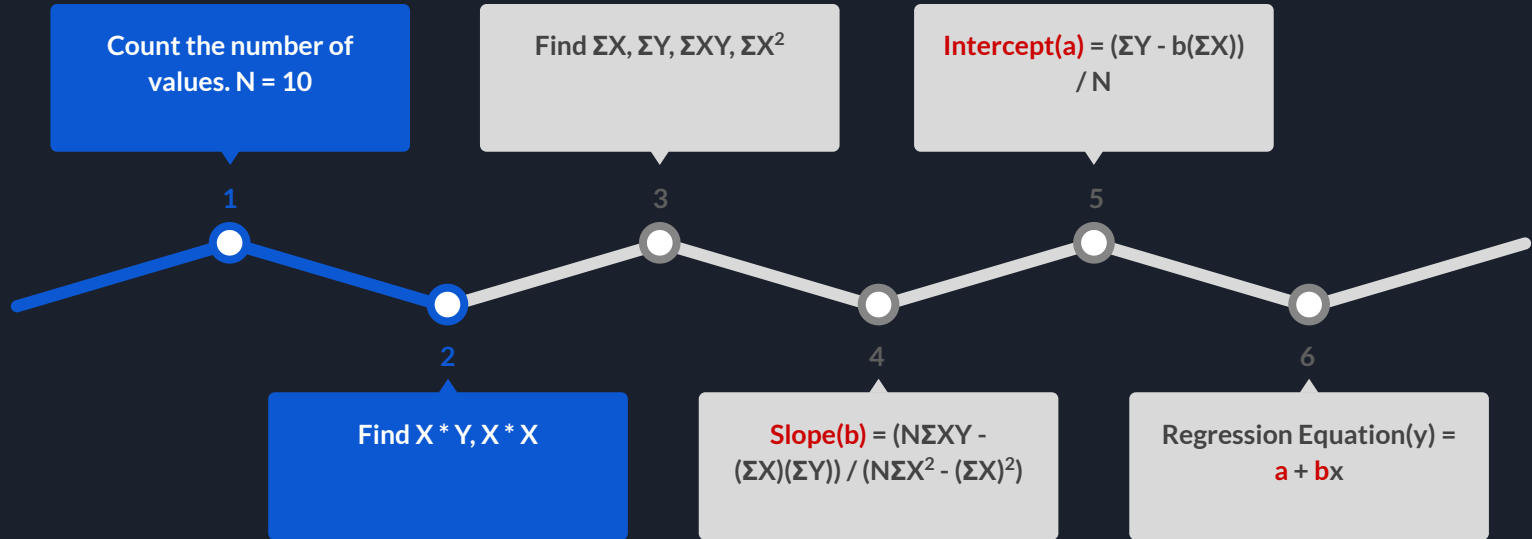 Count the number of
values. N = 10
1
Find X * Y, X * X
2
Find ΣX, ΣY, ΣXY, ΣX²
3
Slope(b) = (NΣXY -
(ΣX)(ΣY)) / (NΣX² - (ΣX)²)
4
Intercept(a) = (ΣY - b(ΣX))
/ N
5
Regression Equation(y) =
a + bx
6